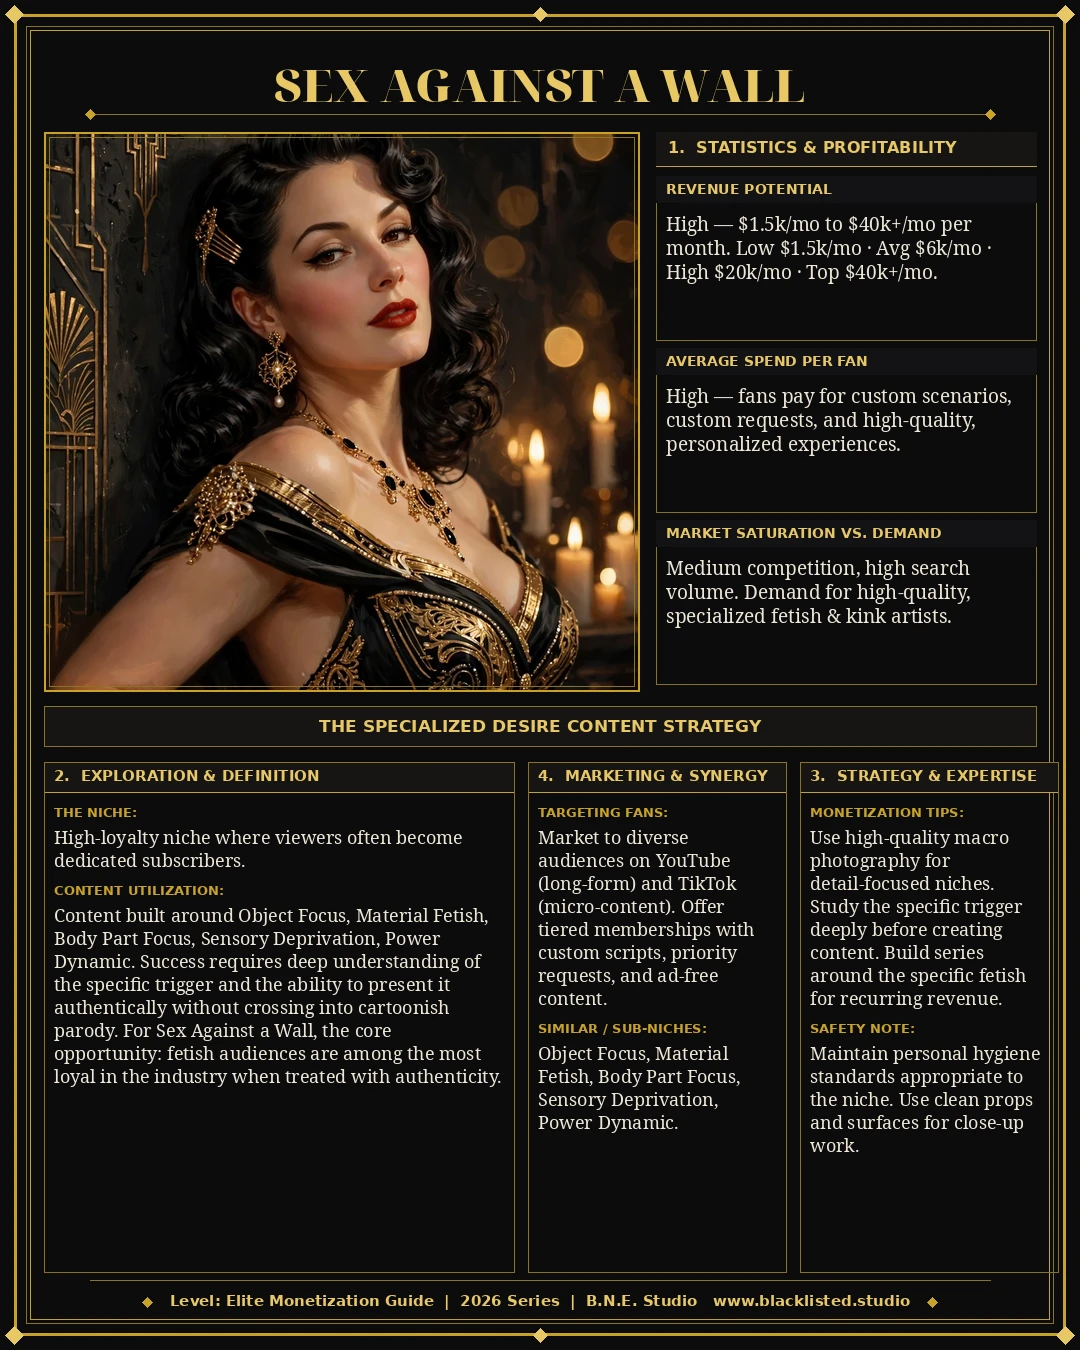 SEX AGAINST A WALL
1. STATISTICS & PROFITABILITY
REVENUE POTENTIAL
High — $1.5k/mo to $40k+/mo per
month. Low $1.5k/mo · Avg $6k/mo ·
High $20k/mo · Top $40k+/mo.
AVERAGE SPEND PER FAN
High — fans pay for custom scenarios,
custom requests, and high-quality,
personalized experiences.
MARKET SATURATION VS. DEMAND
Medium competition, high search
volume. Demand for high-quality,
specialized fetish & kink artists.
THE SPECIALIZED DESIRE CONTENT STRATEGY
2. EXPLORATION & DEFINITION
THE NICHE:
High-loyalty niche where viewers often become
dedicated subscribers.
CONTENT UTILIZATION:
Content built around Object Focus, Material Fetish,
Body Part Focus, Sensory Deprivation, Power
Dynamic. Success requires deep understanding of
the specific trigger and the ability to present it
authentically without crossing into cartoonish
parody. For Sex Against a Wall, the core
opportunity: fetish audiences are among the most
loyal in the industry when treated with authenticity.
4. MARKETING & SYNERGY
TARGETING FANS:
Market to diverse
audiences on YouTube
(long-form) and TikTok
(micro-content). Offer
tiered memberships with
custom scripts, priority
requests, and ad-free
content.
SIMILAR / SUB-NICHES:
Object Focus, Material
Fetish, Body Part Focus,
Sensory Deprivation,
Power Dynamic.
3. STRATEGY & EXPERTISE
MONETIZATION TIPS:
Use high-quality macro
photography for
detail-focused niches.
Study the specific trigger
deeply before creating
content. Build series
around the specific fetish
for recurring revenue.
SAFETY NOTE:
Maintain personal hygiene
standards appropriate to
the niche. Use clean props
and surfaces for close-up
work.
Level: Elite Monetization Guide | 2026 Series | B.N.E. Studio www.blacklisted.studio